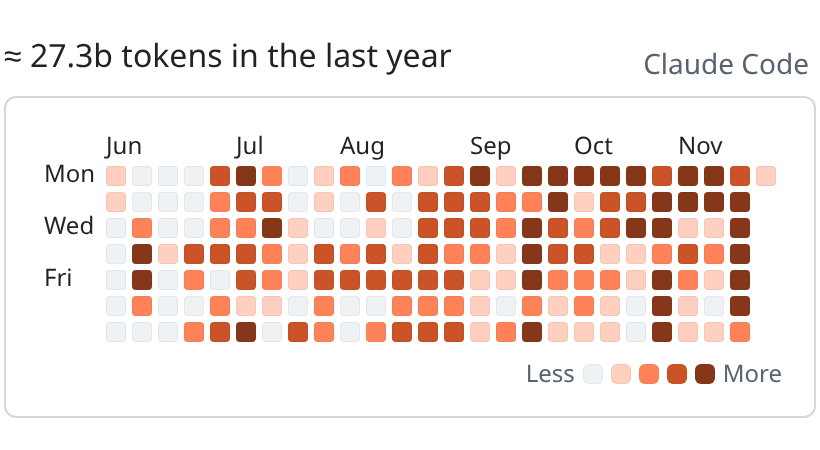 ≈ 27.3b tokens in the last year
Claude Code
Jun Jul Aug Sep Oct Nov
Mon
Wed
Fri
Less More